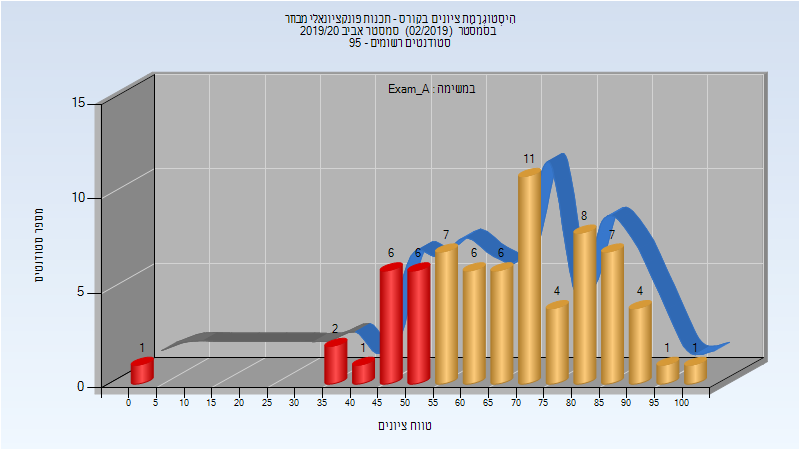 היסטוגרמת ציונים בקורס - תכנות פונקציונאלי מבוזר
בסמסטר (02/2019) סמסטר אביב 2019/20
סטודנטים רשומים - 95
במשימה : Exam_A
15
10
5
0
מספר סטודנטים
1
2
1
6
6
7
6
6
11
4
8
7
4
1
1
0 5 10 15 20 25 30 35 40 45 50 55 60 65 70 75 80 85 90 95 100
טווח ציונים